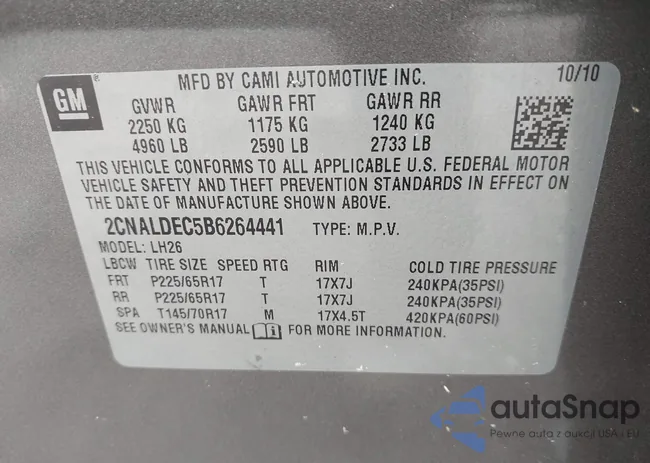 GM
MFD BY CAMI AUTOMOTIVE INC. 10/10
GVWR GAWR FRT GAWR RR
2250 KG 1175 KG 1240 KG
4960 LB 2590 LB 2733 LB
THIS VEHICLE CONFORMS TO ALL APPLICABLE U.S. FEDERAL MOTOR
VEHICLE SAFETY AND THEFT PREVENTION STANDARDS IN EFFECT ON
THE DATE OF MANUFACTURE SHOWN ABOVE.
2CNALDEC5B6264441 TYPE: M.P.V.
MODEL: LH26
LBCW TIRE SIZE SPEED RTG RIM COLD TIRE PRESSURE
FRT P225/65R17 T 17X7J 240KPA(35PSI)
RR P225/65R17 T 17X7J 240KPA(35PSI)
SPA T145/70R17 M 17X4.5T 420KPA(60PSI)
SEE OWNER'S MANUAL FOR MORE INFORMATION.
autaSnap
Pewne auta z aukcji USA i EU